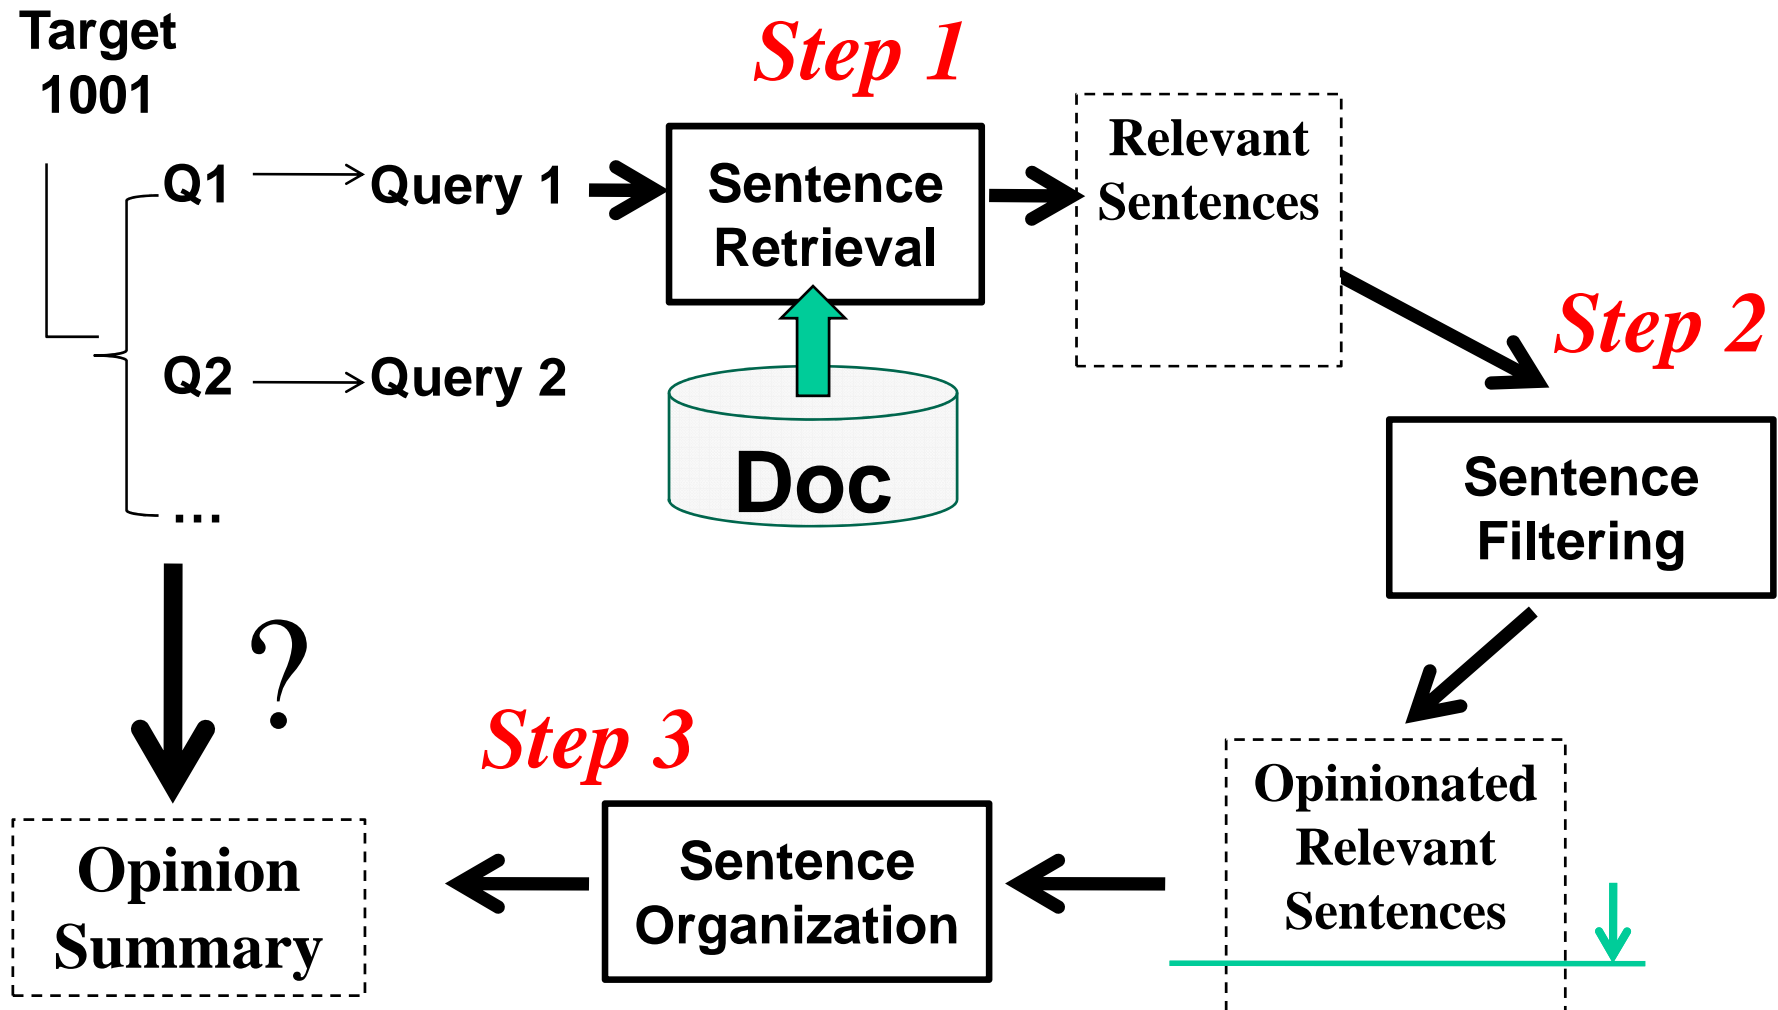 Target
1001
Step 1
Q1
Query 1
Sentence
Retrieval
Relevant
Sentences
Step 2
Q2
Query 2
Doc
...
Sentence
Filtering
?
Step 3
Opinion
Summary
Sentence
Organization
Opinionated
Relevant
Sentences